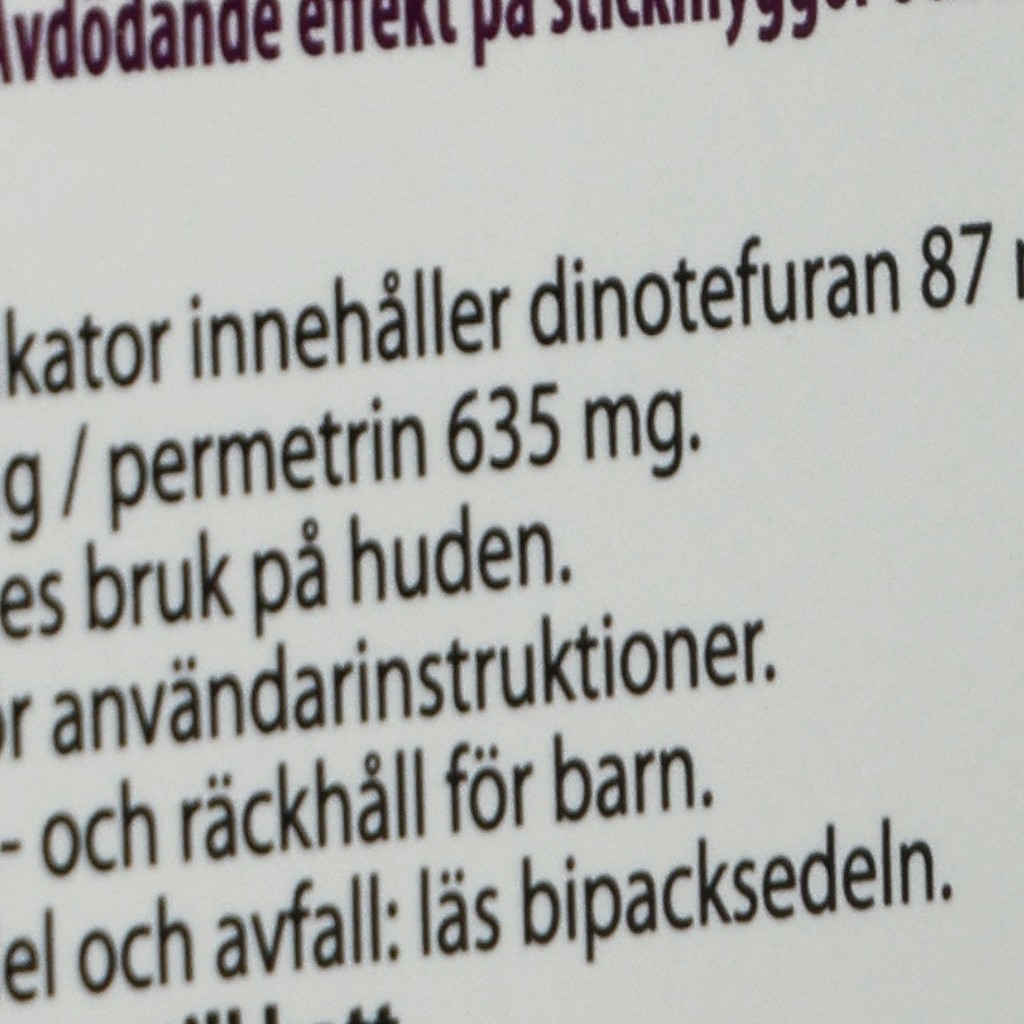 Avdödande effekt på stickmyggor
kator innehåller dinotefuran 87
g / permetrin 635 mg.
es bruk på huden.
r användarinstruktioner.
- och räckhåll för barn.
el och avfall: läs bipacksedeln.